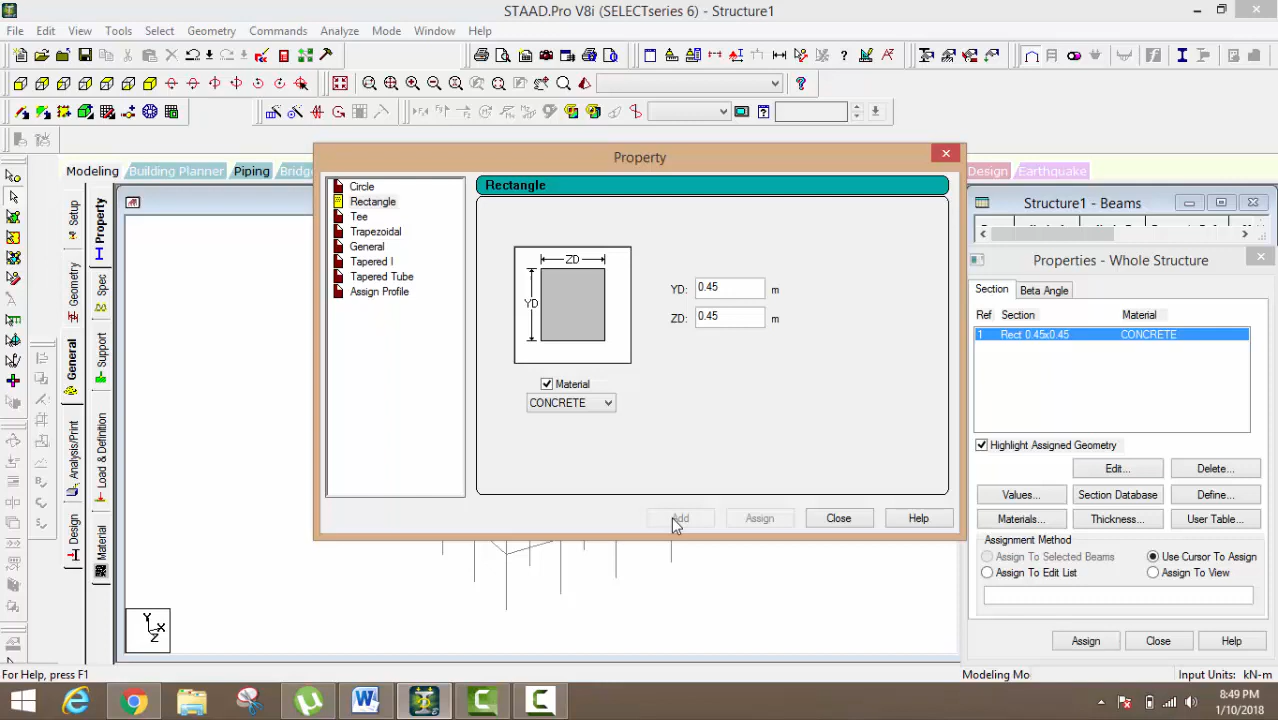 STAAD.Pro V8i (SELECTseries 6) - Structure1
File Edit View Tools Select Geometry Commands Analyze Mode Window Help
Modeling Building Planner Piping Bridge Design Earthquake
Setup
Geometry
General
Analysis/Print
Design
Property
Spec
Support
Load & Definition
Material
Property
Circle
Rectangle
Tee
Trapezoidal
General
Tapered I
Tapered Tube
Assign Profile
Rectangle
ZD
YD
YD: 0.45 m
ZD: 0.45 m
Material
CONCRETE
Add Assign Close Help
Structure1 - Beams
Properties - Whole Structure
Section Beta Angle
Ref Section Material
1 Rect 0.45x0.45 CONCRETE
Highlight Assigned Geometry
Edit... Delete...
Values... Section Database Define...
Materials... Thickness... User Table...
Assignment Method
Assign To Selected Beams Use Cursor To Assign
Assign To Edit List Assign To View
Assign Close Help
Y
X
Z
For Help, press F1
Modeling Mo Input Units: kN-m
8:49 PM
1/10/2018